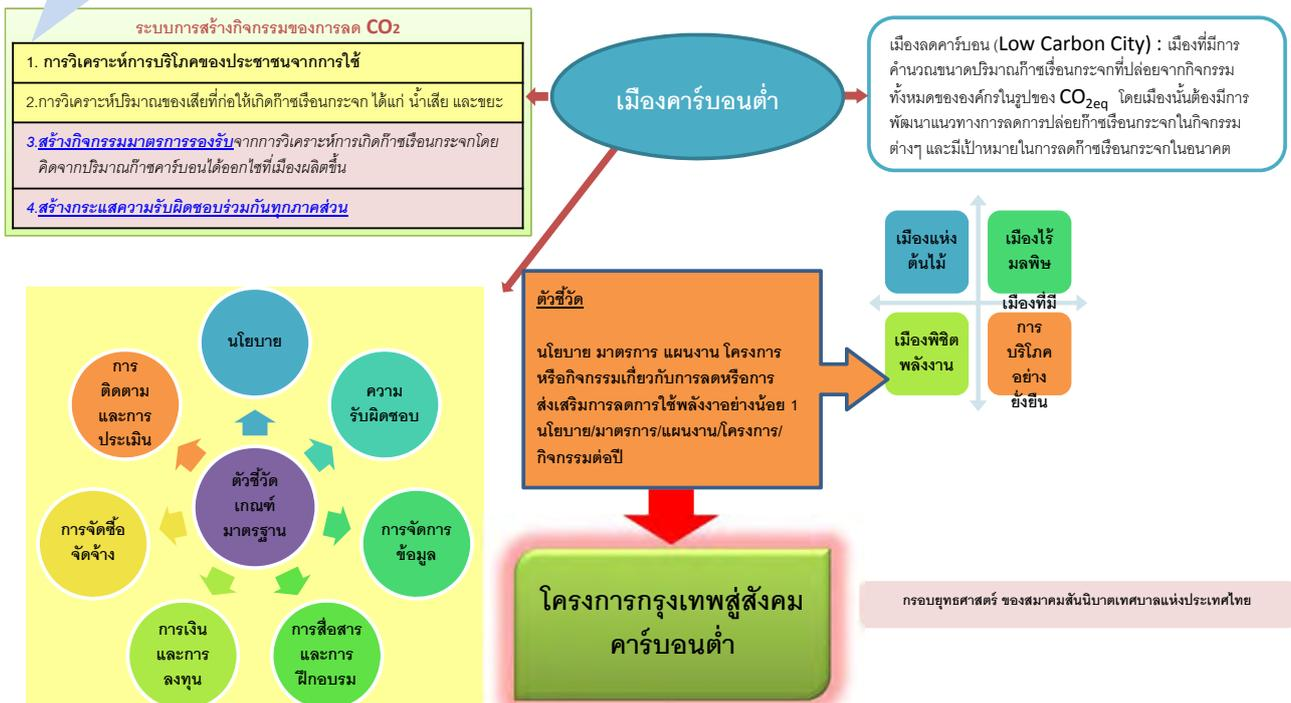 ระบบการสร้างกิจกรรมของการลด CO2
1. การวิเคราะห์การบริโภคของประชาชนจากการใช้
2.การวิเคราะห์ปริมาณของเสียที่ก่อให้เกิดก๊าซเรือนกระจก ได้แก่ น้ำเสีย และขยะ
3.สร้างกิจกรรมมาตรการรองรับจากการวิเคราะห์การเกิดก๊าซเรือนกระจกโดย
คิดจากปริมาณก๊าซคาร์บอนได้ออกไซที่เมืองผลิตขึ้น
4.สร้างกระแสความรับผิดชอบร่วมกันทุกภาคส่วน
เมืองคาร์บอนต่ำ
เมืองลดคาร์บอน (Low Carbon City) : เมืองที่มีการ
คำนวณขนาดปริมาณก๊าซเรื่อนกระจกที่ปล่อยจากกิจกรรม
ทั้งหมดขององค์กรในรูปของ CO2eq โดยเมืองนั้นต้องมีการ
พัฒนาแนวทางการลดการปล่อยก๊าซเรือนกระจกในกิจกรรม
ต่างๆ และมีเป้าหมายในการลดก๊าซเรือนกระจกในอนาคต
เมืองแห่ง
ต้นไม้
เมืองไร้
มลพิษ
เมืองพิชิต
พลังงาน
เมืองที่มี
การ
บริโภค
อย่าง
ยั่งยืน
ตัวชี้วัด
นโยบาย มาตรการ แผนงาน โครงการ
หรือกิจกรรมเกี่ยวกับการลดหรือการ
ส่งเสริมการลดการใช้พลังงาอย่างน้อย 1
นโยบาย/มาตรการ/แผนงาน/โครงการ/
กิจกรรมต่อปี
นโยบาย
ความ
รับผิดชอบ
การจัดการ
ข้อมูล
การสื่อสาร
และการ
ฝึกอบรม
การเงิน
และการ
ลงทุน
การจัดซื้อ
จัดจ้าง
การ
ติดตาม
และการ
ประเมิน
ตัวชี้วัด
เกณฑ์
มาตรฐาน
โครงการกรุงเทพสู่สังคม
คาร์บอนต่ำ
กรอบยุทธศาสตร์ ของสมาคมสันนิบาตเทศบาลแห่งประเทศไทย